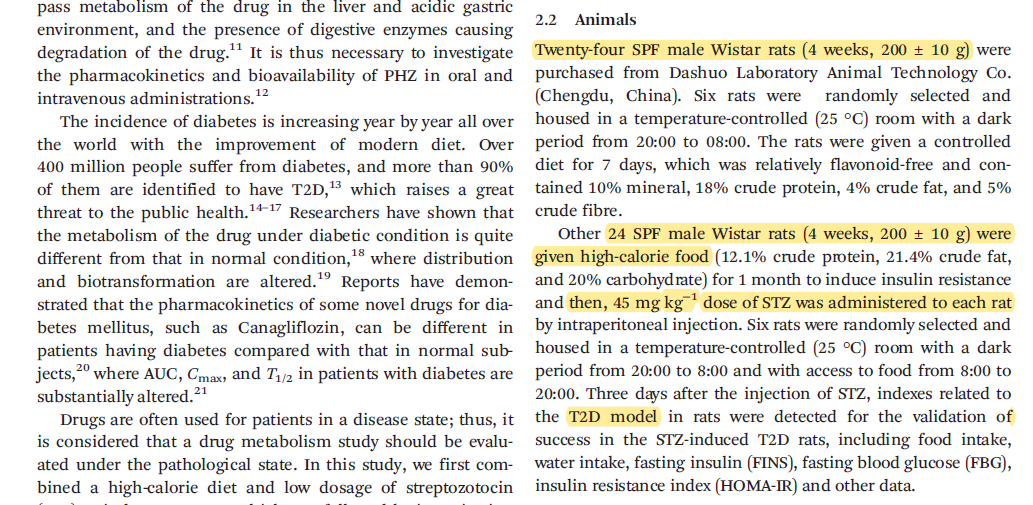 pass metabolism of the drug in the liver and acidic gastric
environment, and the presence of digestive enzymes causing
degradation of the drug.11 It is thus necessary to investigate
the pharmacokinetics and bioavailability of PHZ in oral and
intravenous administrations.12
The incidence of diabetes is increasing year by year all over
the world with the improvement of modern diet. Over
400 million people suffer from diabetes, and more than 90%
of them are identified to have T2D,13 which raises a great
threat to the public health.14–17 Researchers have shown that
the metabolism of the drug under diabetic condition is quite
different from that in normal condition,18 where distribution
and biotransformation are altered.19 Reports have demon-
strated that the pharmacokinetics of some novel drugs for dia-
betes mellitus, such as Canagliflozin, can be different in
patients having diabetes compared with that in normal sub-
jects,20 where AUC, Cmax, and T1/2 in patients with diabetes are
substantially altered.21
Drugs are often used for patients in a disease state; thus, it
is considered that a drug metabolism study should be evalu-
ated under the pathological state. In this study, we first com-
bined a high-calorie diet and low dosage of streptozotocin
2.2 Animals
Twenty-four SPF male Wistar rats (4 weeks, 200 ± 10 g) were
purchased from Dashuo Laboratory Animal Technology Co.
(Chengdu, China). Six rats were randomly selected and
housed in a temperature-controlled (25 °C) room with a dark
period from 20:00 to 08:00. The rats were given a controlled
diet for 7 days, which was relatively flavonoid-free and con-
tained 10% mineral, 18% crude protein, 4% crude fat, and 5%
crude fibre.
Other 24 SPF male Wistar rats (4 weeks, 200 ± 10 g) were
given high-calorie food (12.1% crude protein, 21.4% crude fat,
and 20% carbohydrate) for 1 month to induce insulin resistance
and then, 45 mg kg−1 dose of STZ was administered to each rat
by intraperitoneal injection. Six rats were randomly selected and
housed in a temperature-controlled (25 °C) room with a dark
period from 20:00 to 8:00 and with access to food from 8:00 to
20:00. Three days after the injection of STZ, indexes related to
the T2D model in rats were detected for the validation of
success in the STZ-induced T2D rats, including food intake,
water intake, fasting insulin (FINS), fasting blood glucose (FBG),
insulin resistance index (HOMA-IR) and other data.